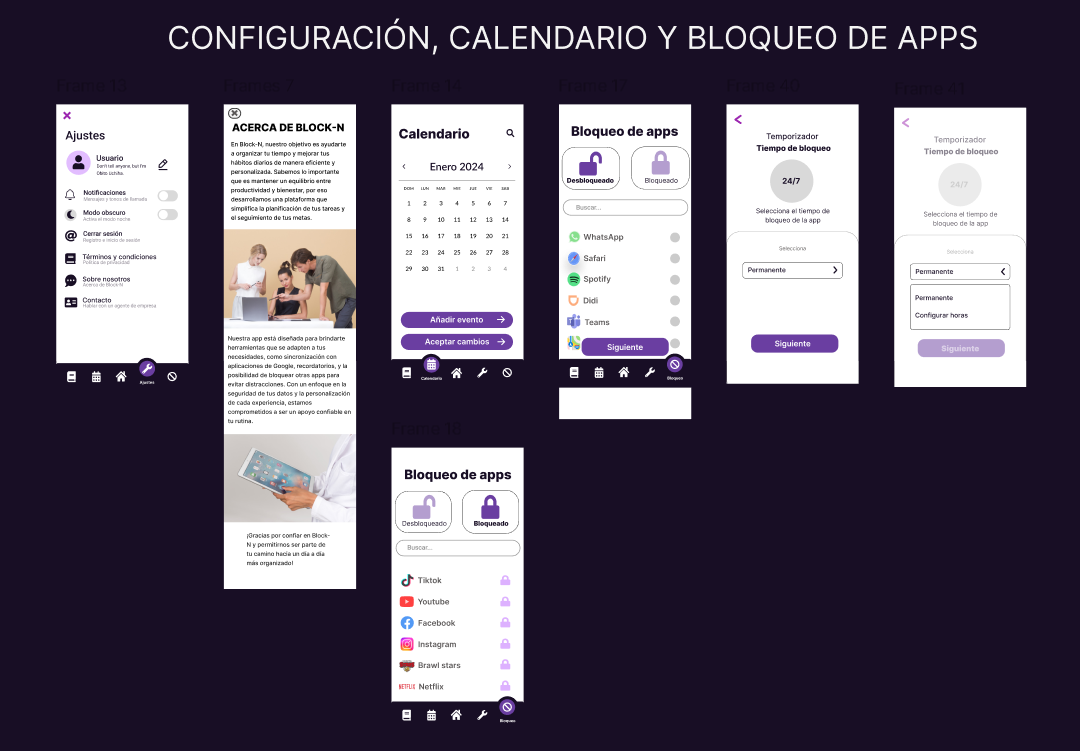 CONFIGURACIÓN, CALENDARIO Y BLOQUEO DE APPS
Frame 13
Ajustes
Usuario
Don't tell anyone but I'm
Notificaciones
Mensajes y tonos de llamada
Modo obscuro
Activa el modo noche
Cerrar sesión
Registro e inicio de sesión
Términos y condiciones
Política de privacidad
Sobre nosotros
Acerca de Block-N
Contacto
Habla con un agente de empresa
Ajustes
Frames 7
ACERCA DE BLOCK-N
En Block-N, nuestro objetivo es ayudarte
a organizar tu tiempo y mejorar tus
hábitos diarios de manera eficiente y
personalizada. Sabemos lo importante
que es mantener un equilibrio entre
productividad y bienestar, por eso
desarrollamos una plataforma que
simplifica la planificación de tus tareas y
el seguimiento de tus metas.
Nuestra app está diseñada para brindarte
herramientas que se adapten a tus
necesidades, como sincronización con
aplicaciones de Google, recordatorios, y la
posibilidad de bloquear otras apps para
evitar distracciones. Con un enfoque en la
seguridad de tus datos y la personalización
de cada experiencia, estamos
comprometidos a ser un apoyo confiable en
tu rutina.
¡Gracias por confiar en Block-
N y permitirnos ser parte de
tu camino hacia un día a día
más organizado!
Frame 14
Calendario
Enero 2024
DOM LUN MAR MIE JUE VIE SAB
1 2 3 4 5 6 7
8 9 10 11 12 13 14
15 16 17 18 19 20 21
22 23 24 25 26 27 28
29 30 31 1 2 3 4
Añadir evento
Aceptar cambios
Calendario
Frame 17
Bloqueo de apps
Desbloqueado Bloqueado
Buscar...
WhatsApp
Safari
Spotify
Didi
Teams
Siguiente
Bloqueo
Frame 40
Temporizador
Tiempo de bloqueo
24/7
Selecciona el tiempo de
bloqueo de la app
Selecciona
Permanente
Siguiente
Frame 41
Temporizador
Tiempo de bloqueo
24/7
Selecciona el tiempo de
bloqueo de la app
Selecciona
Permanente
Permanente
Configurar horas
Siguiente
Bloqueo de apps
Desbloqueado Bloqueado
Buscar...
Tiktok
Youtube
Facebook
Instagram
Brawl stars
NETFLIX Netflix
Bloqueo